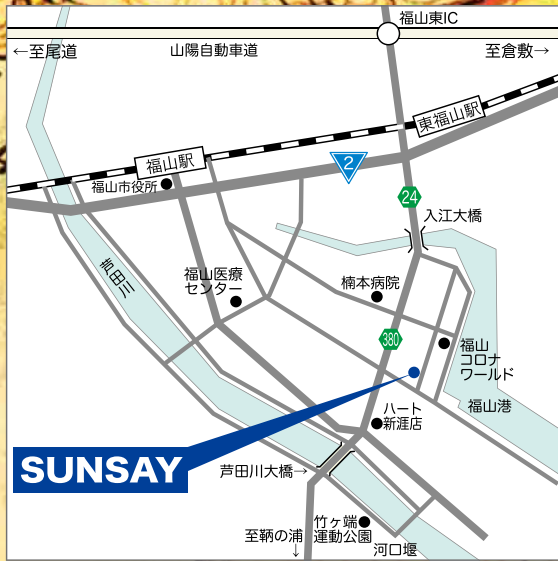 福山東IC
←至尾道
山陽自動車道
至倉敷→
東福山駅
福山駅
2
福山市役所
24
入江大橋
芦田川
福山医療
センター
楠本病院
380
福山
コロナ
ワールド
福山港
ハート
新涯店
SUNSAY
芦田川大橋→
竹ヶ端
運動公園
至鞆の浦
↓
河口堰